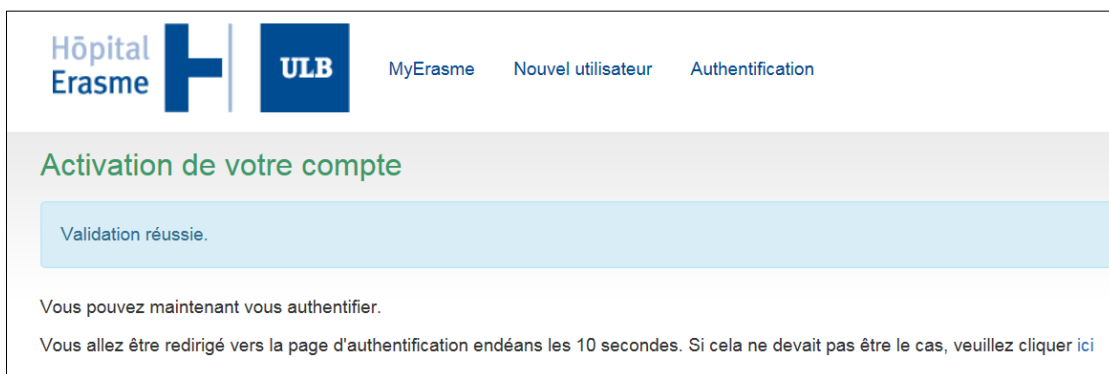 Hōpital
Erasme
ULB
MyErasme Nouvel utilisateur Authentification
Activation de votre compte
Validation réussie.
Vous pouvez maintenant vous authentifier.
Vous allez être redirigé vers la page d'authentification endéans les 10 secondes. Si cela ne devait pas être le cas, veuillez cliquer ici